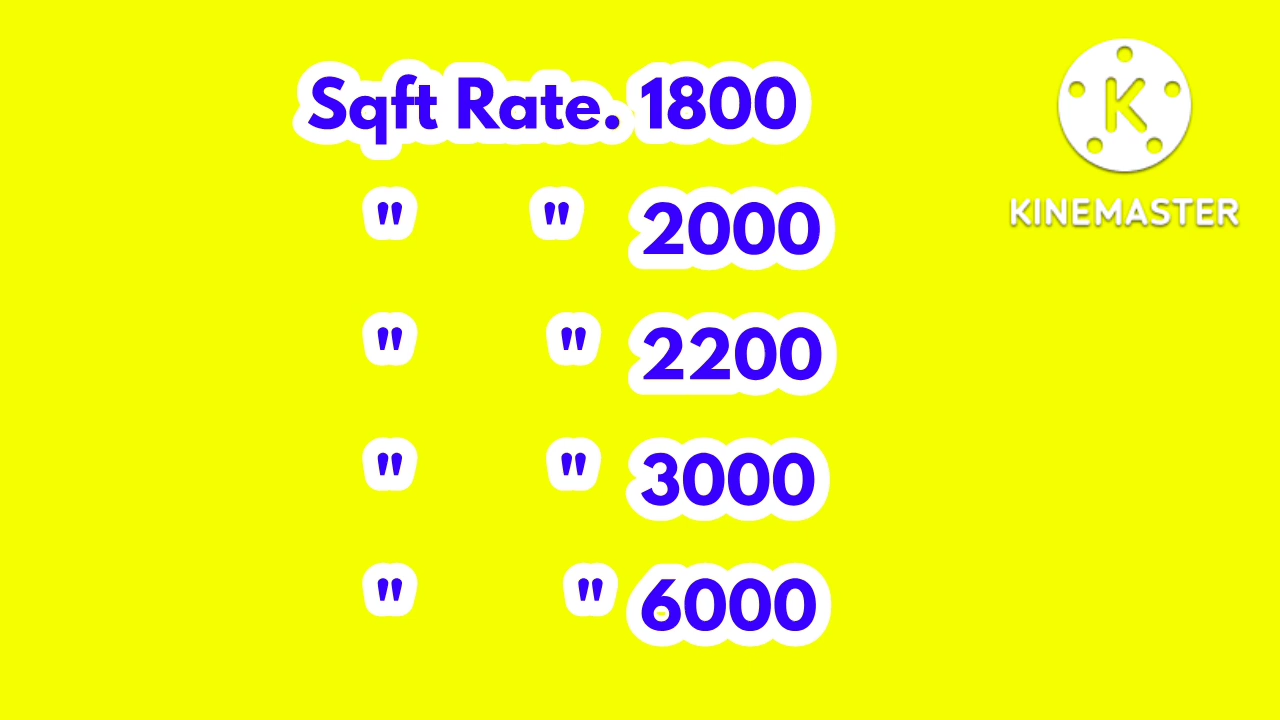 Sqft Rate. 1800
" " 2000
" " 2200
" " 3000
" " 6000
K
KINEMASTER